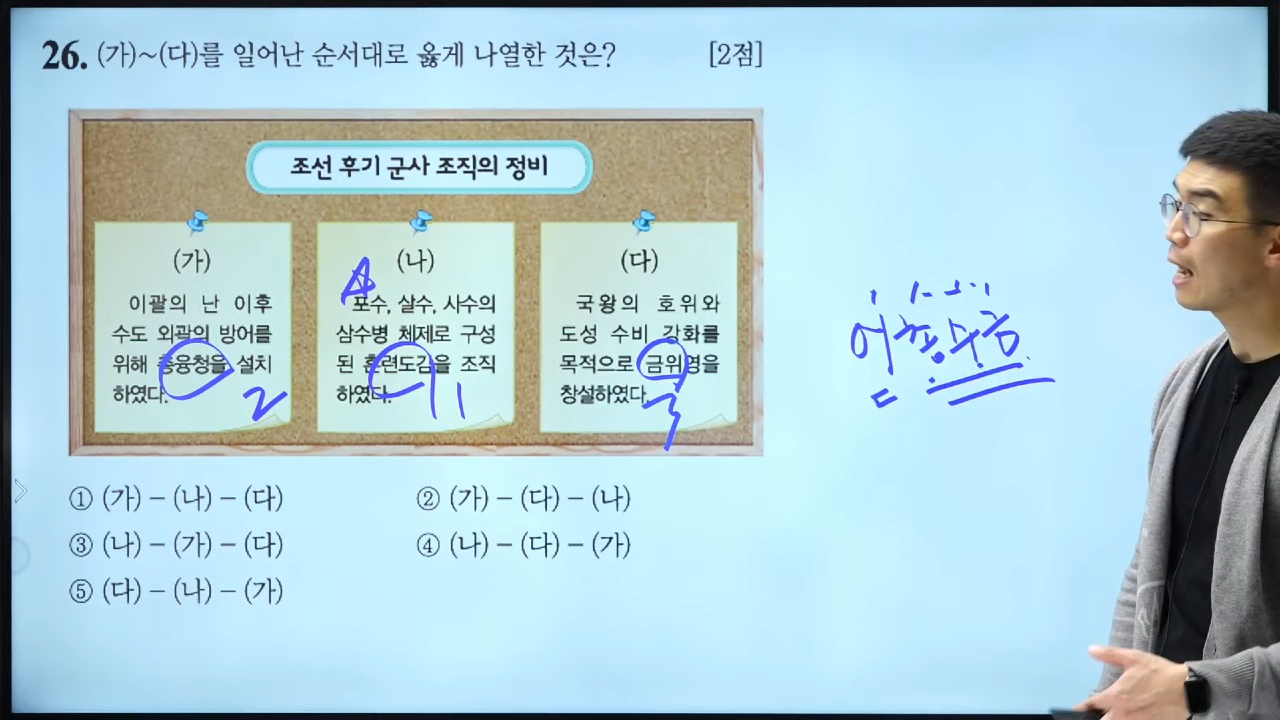 26. (가)~(다)를 일어난 순서대로 옳게 나열한 것은? [2점]
조선 후기 군사 조직의 정비
(가)
이괄의 난 이후
수도 외곽의 방어를
위해 총융청을 설치
하였다.
2
(나)
포수, 살수, 사수의
삼수병 체제로 구성
된 훈련도감을 조직
하였다.
1
(다)
국왕의 호위와
도성 수비 강화를
목적으로 금위영을
창설하였다.
어총수금
① (가) – (나) – (다)
② (가) – (다) – (나)
③ (나) – (가) – (다)
④ (나) – (다) – (가)
⑤ (다) – (나) – (가)